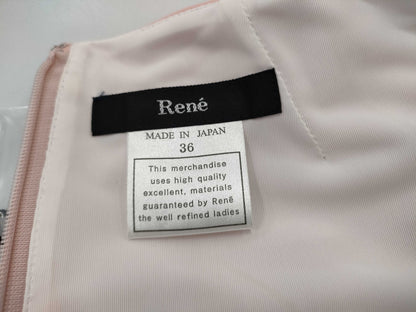 René
MADE IN JAPAN
36
This merchandise
uses high quality
excellent, materials
guaranteed by René
the well refined ladies